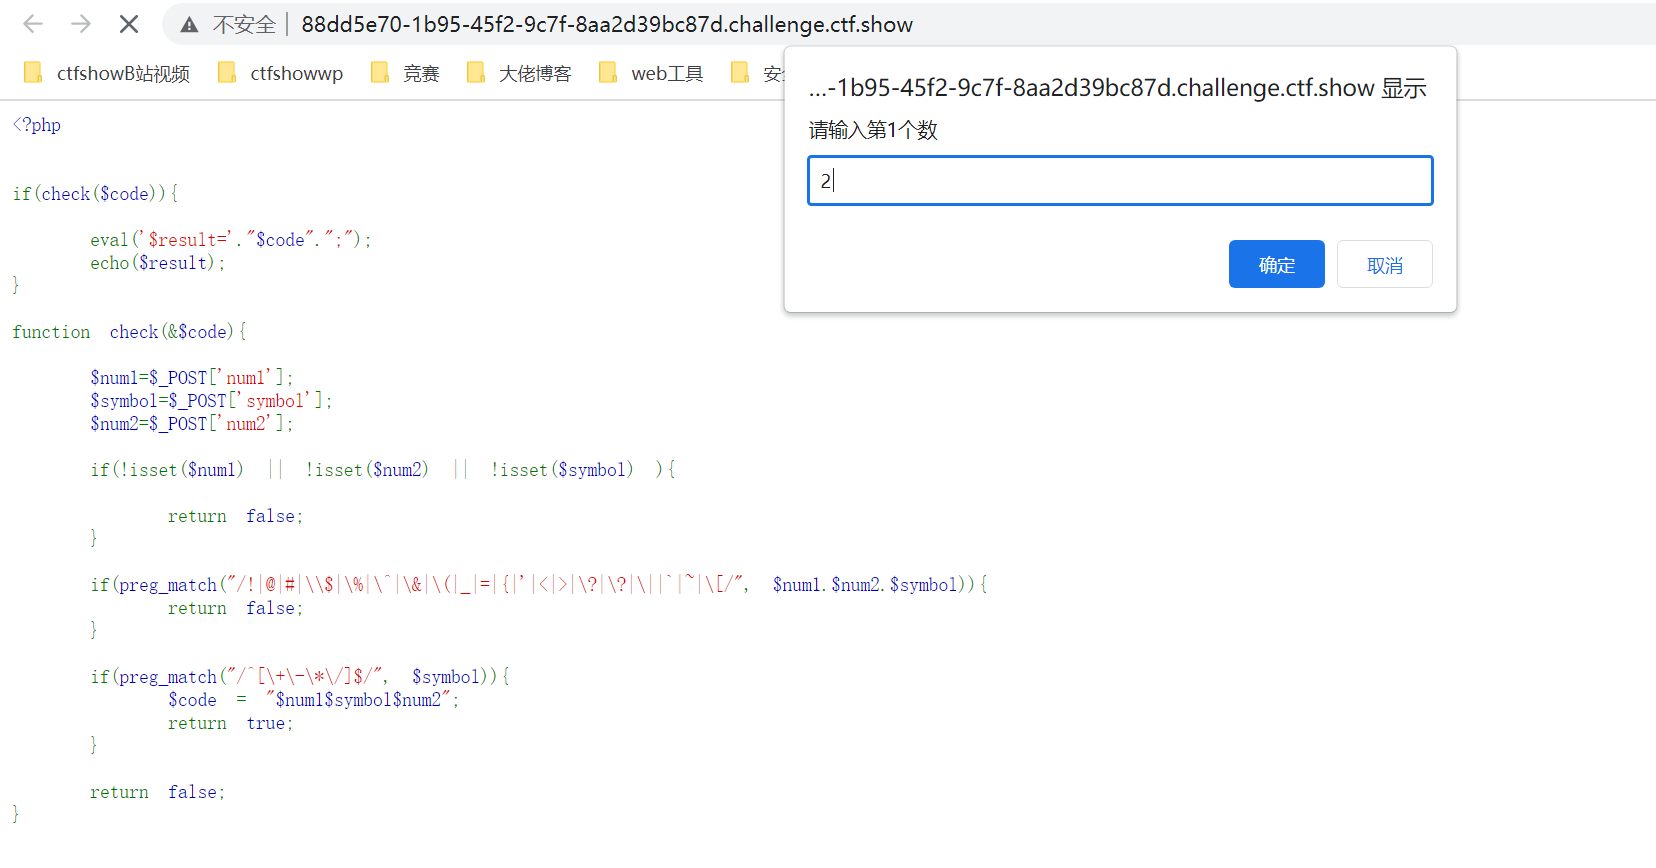 不安全 88dd5e70-1b95-45f2-9c7f-8aa2d39bc87d.challenge.ctf.show
ctfshowB站视频 ctfshowwp 竞赛 大佬博客 web工具
...-1b95-45f2-9c7f-8aa2d39bc87d.challenge.ctf.show 显示
请输入第1个数
2
确定 取消
<?php
if(check($code)){
eval('$result='."$code".";");
echo($result);
}
function check(&$code){
$num1=$_POST['num1'];
$symbol=$_POST['symbol'];
$num2=$_POST['num2'];
if(!isset($num1) || !isset($num2) || !isset($symbol) ){
return false;
}
if(preg_match("/!|@|#|\\$|\%|\^|\&|\(|_|=|{|'|<|>|\?|\?|\||`|~|\[/", $num1.$num2.$symbol)){
return false;
}
if(preg_match("/^[\+\-\*\/]$/", $symbol)){
$code = "$num1$symbol$num2";
return true;
}
return false;
}